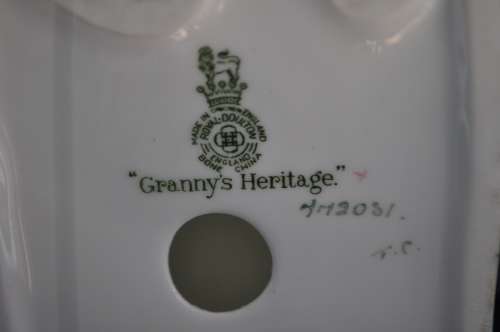 MADE IN ENGLAND
ROYAL DOULTON
ENGLAND
BONE CHINA
"Granny's Heritage."
HN2031.